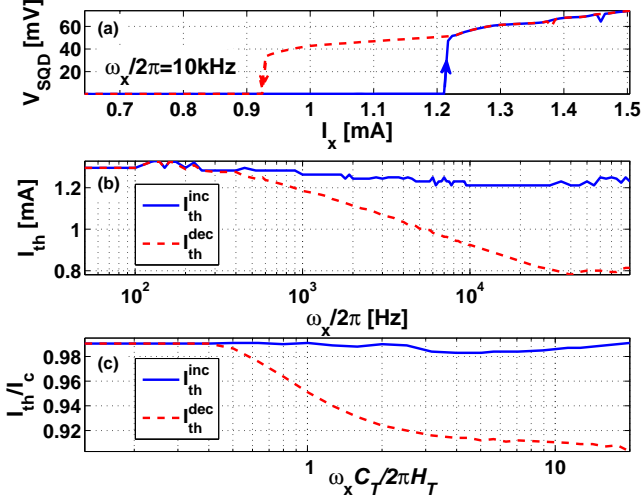 (a)
V_SQD [mV]
60
40
20
ω_x/2π=10kHz
0.7 0.8 0.9 1 1.1 1.2 1.3 1.4 1.5
I_x [mA]
(b)
I_th [mA]
1.2
1
0.8
I_th^inc
I_th^dec
10^2 10^3 10^4
ω_x/2π [Hz]
(c)
I_th/I_c
0.98
0.96
0.94
0.92
I_th^inc
I_th^dec
1 10
ω_x C_T/2πH_T